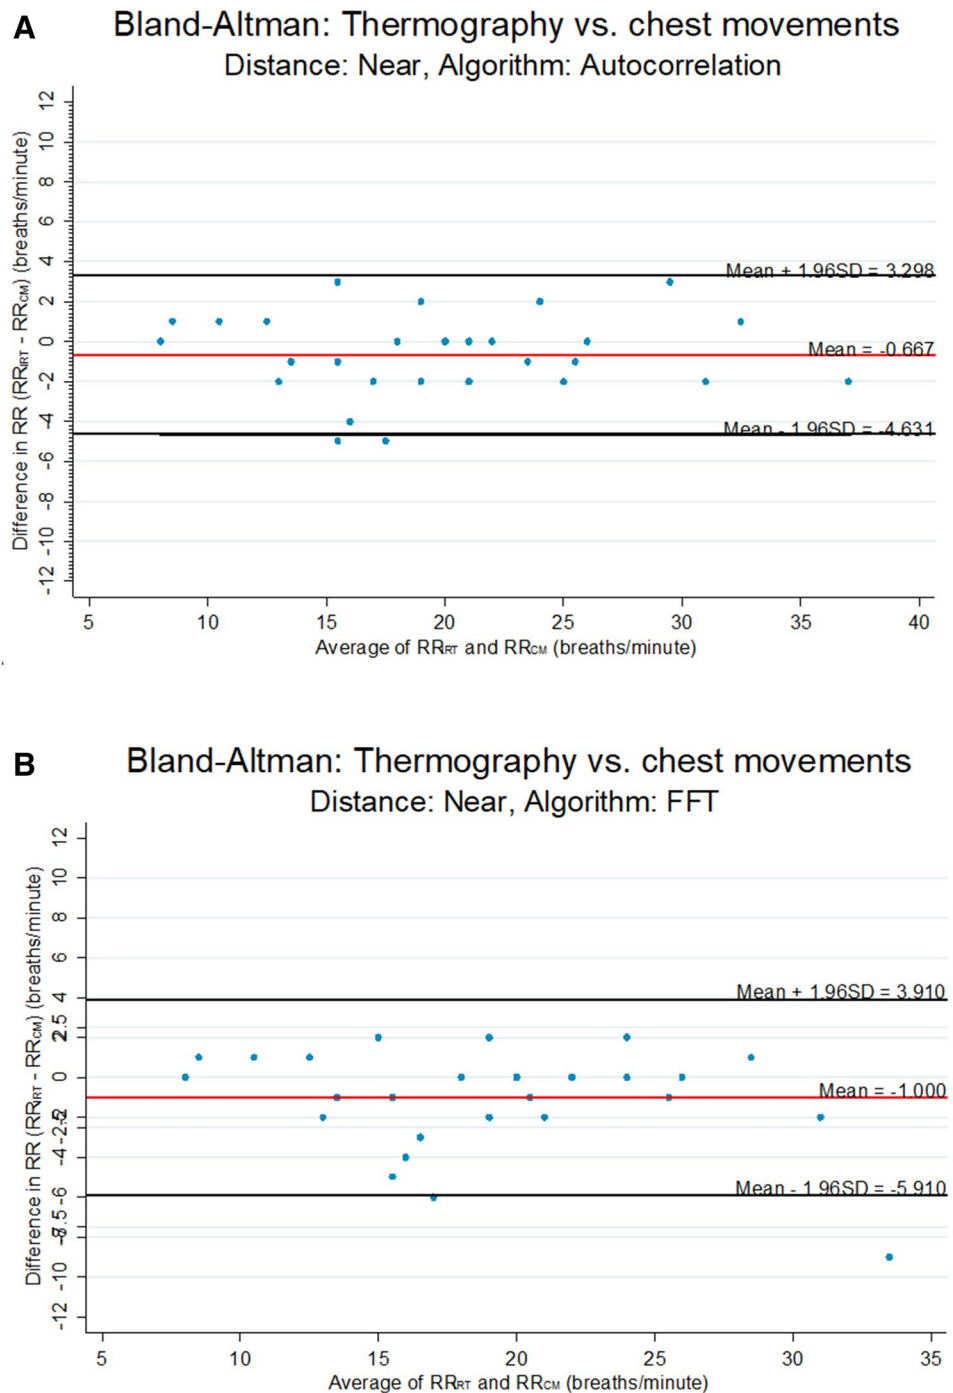 A
Bland-Altman: Thermography vs. chest movements
Distance: Near, Algorithm: Autocorrelation
Difference in RR (RRIRT - RRCM) (breaths/minute)
12
10
8
6
4
2
0
-2
-4
-6
-8
-10
-12
Mean + 1.96SD = 3.298
Mean = -0.667
Mean - 1.96SD = -4.631
5 10 15 20 25 30 35 40
Average of RRRT and RRCM (breaths/minute)
B
Bland-Altman: Thermography vs. chest movements
Distance: Near, Algorithm: FFT
Difference in RR (RRIRT - RRCM) (breaths/minute)
12
10
8
6
4
2.5
2
0
-2
-2.5
-4
-6
-8
-10
-12
Mean + 1.96SD = 3.910
Mean = -1.000
Mean - 1.96SD = -5.910
5 10 15 20 25 30 35
Average of RRRT and RRCM (breaths/minute)